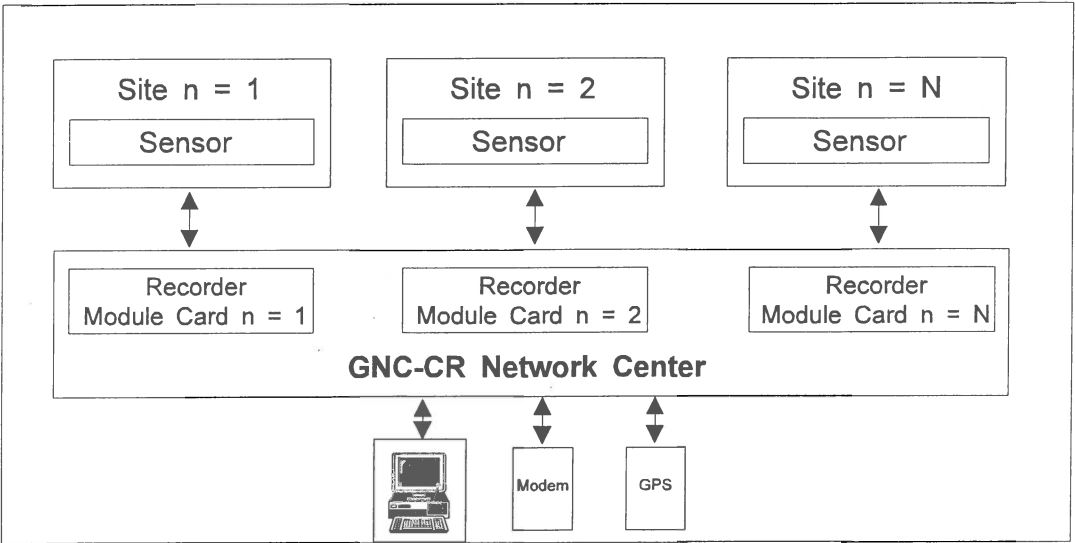 Site n = 1
Site n = 2
Site n = N
Sensor
Sensor
Sensor
Recorder
Module Card n = 1
Recorder
Module Card n = 2
Recorder
Module Card n = N
GNC-CR Network Center
Modem
GPS